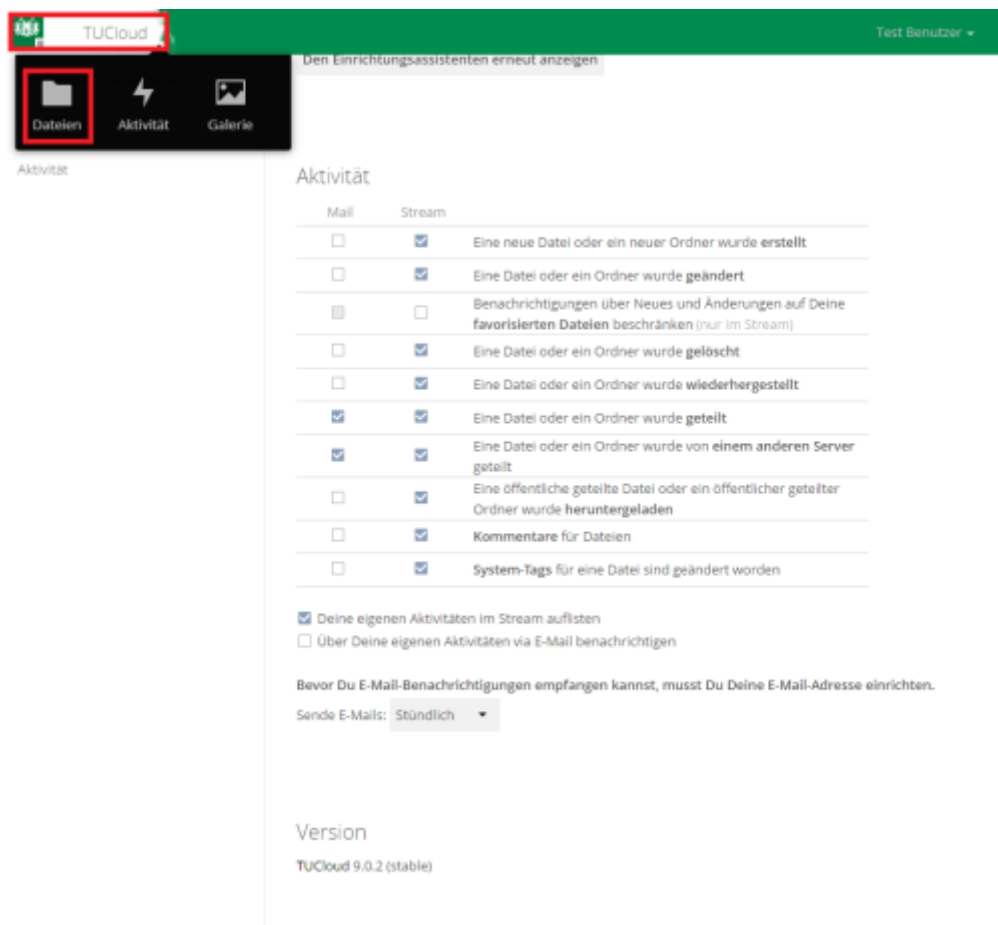 TUCloud
Test Benutzer
Den Einrichtungsassistenten erneut anzeigen
Dateien Aktivität Galerie
Aktivität
Aktivität
Mail Stream
Eine neue Datei oder ein neuer Ordner wurde erstellt
Eine Datei oder ein Ordner wurde geändert
Benachrichtigungen über Neues und Änderungen auf Deine
favorisierten Dateien beschränken (nur im Stream)
Eine Datei oder ein Ordner wurde gelöscht
Eine Datei oder ein Ordner wurde wiederhergestellt
Eine Datei oder ein Ordner wurde geteilt
Eine Datei oder ein Ordner wurde von einem anderen Server
geteilt
Eine öffentliche geteilte Datei oder ein öffentlicher geteilter
Ordner wurde heruntergeladen
Kommentare für Dateien
System-Tags für eine Datei sind geändert worden
Deine eigenen Aktivitäten im Stream auflisten
Über Deine eigenen Aktivitäten via E-Mail benachrichtigen
Bevor Du E-Mail-Benachrichtigungen empfangen kannst, musst Du Deine E-Mail-Adresse einrichten.
Sende E-Mails: Stündlich
Version
TUCloud 9.0.2 (stable)